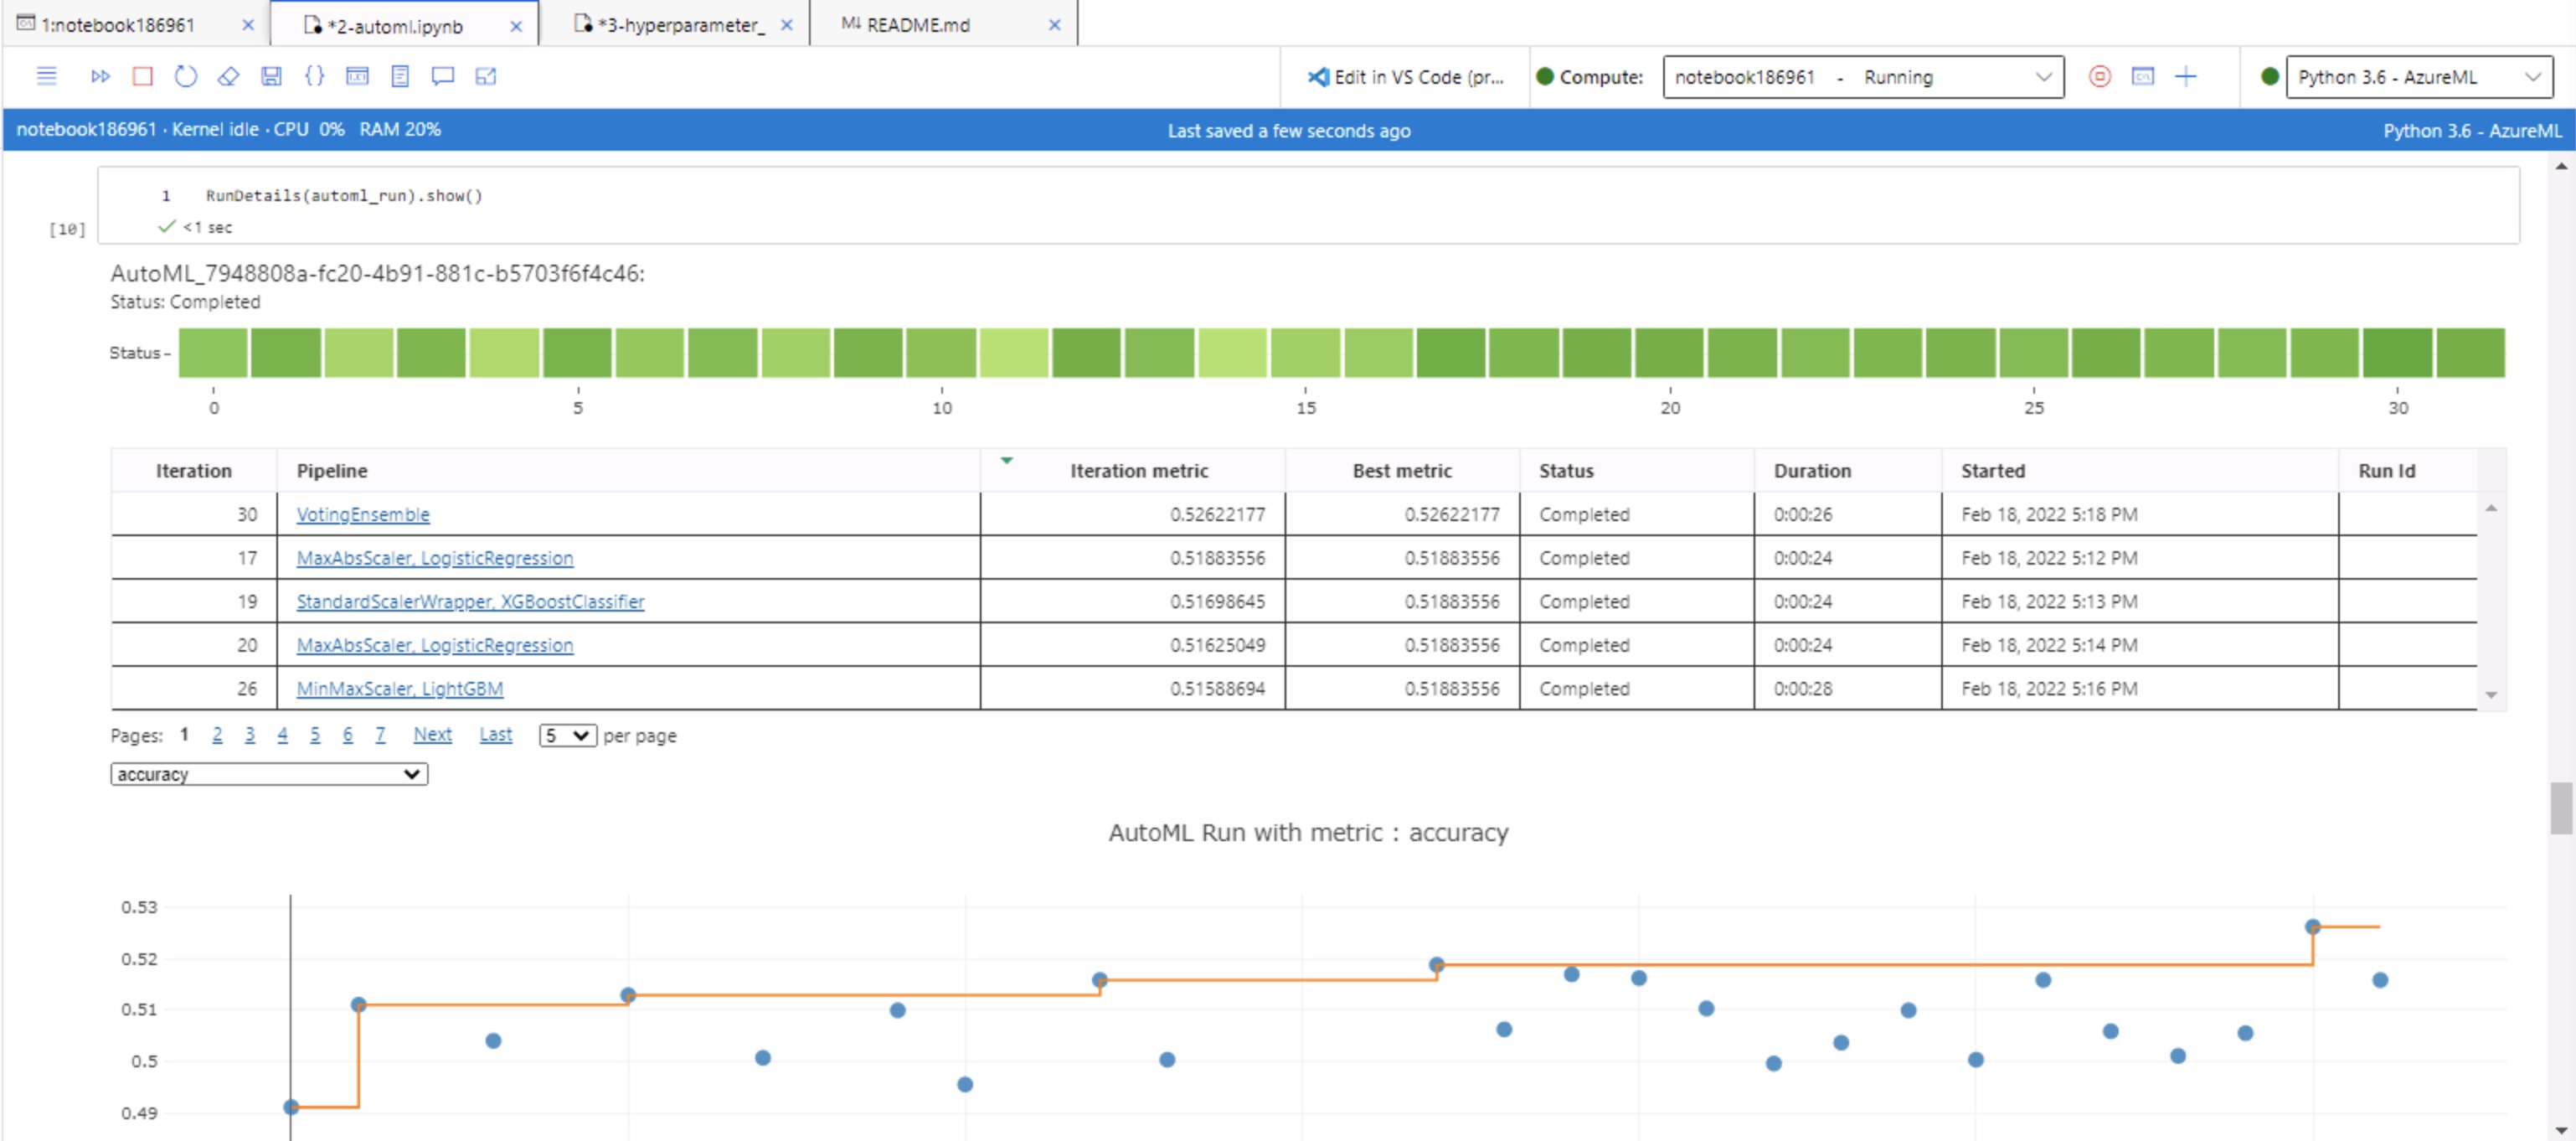 1:notebook186961 *2-automl.ipynb *3-hyperparameter_ M↓ README.md
Edit in VS Code (pr... Compute: notebook186961 - Running Python 3.6 - AzureML
notebook186961 · Kernel idle · CPU 0% RAM 20% Last saved a few seconds ago Python 3.6 - AzureML
1 RunDetails(automl_run).show()
[10] <1 sec
AutoML_7948808a-fc20-4b91-881c-b5703f6f4c46:
Status: Completed
Status
0 5 10 15 20 25 30
Iteration Pipeline Iteration metric Best metric Status Duration Started Run Id
30 VotingEnsemble 0.52622177 0.52622177 Completed 0:00:26 Feb 18, 2022 5:18 PM
17 MaxAbsScaler, LogisticRegression 0.51883556 0.51883556 Completed 0:00:24 Feb 18, 2022 5:12 PM
19 StandardScalerWrapper, XGBoostClassifier 0.51698645 0.51883556 Completed 0:00:24 Feb 18, 2022 5:13 PM
20 MaxAbsScaler, LogisticRegression 0.51625049 0.51883556 Completed 0:00:24 Feb 18, 2022 5:14 PM
26 MinMaxScaler, LightGBM 0.51588694 0.51883556 Completed 0:00:28 Feb 18, 2022 5:16 PM
Pages: 1 2 3 4 5 6 7 Next Last 5 per page
accuracy
AutoML Run with metric : accuracy
0.53
0.52
0.51
0.5
0.49